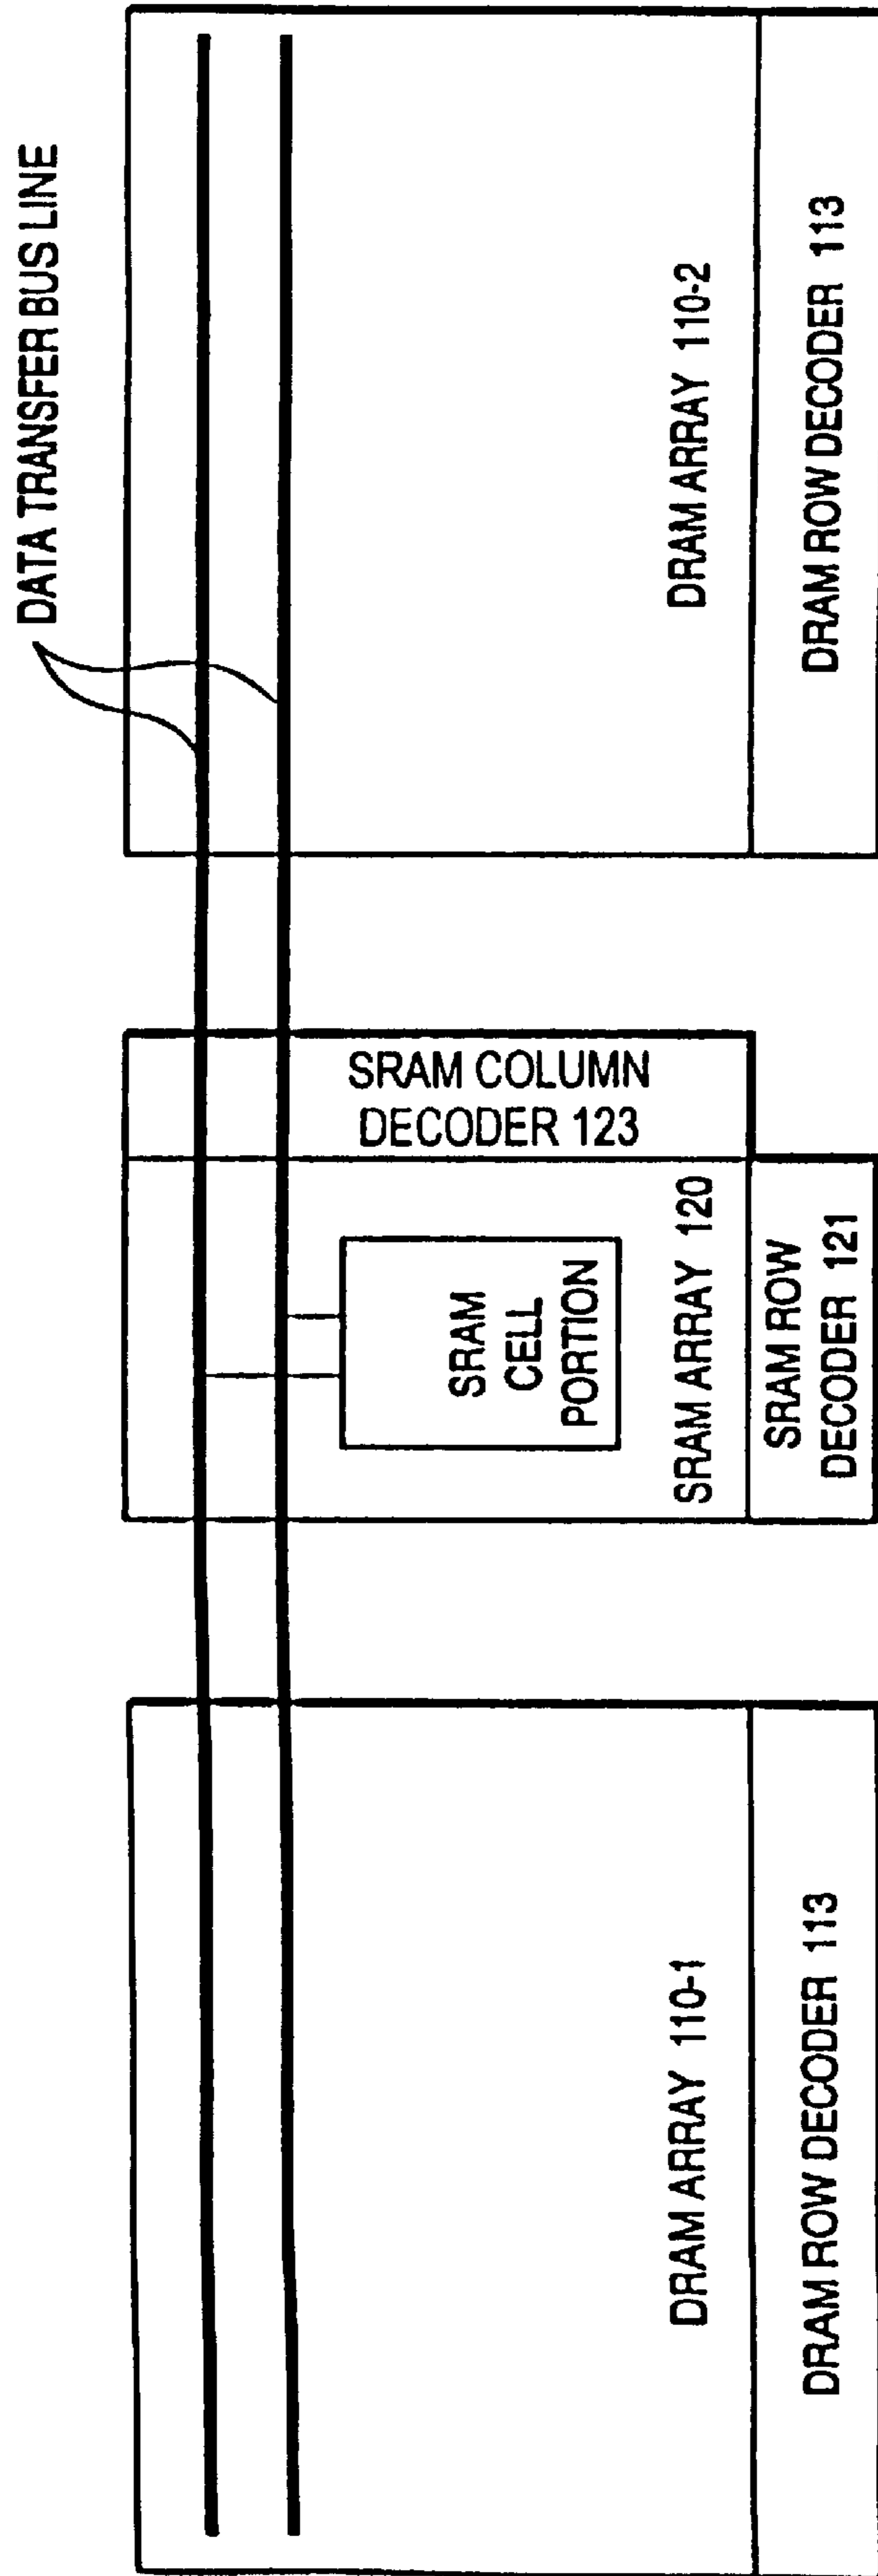 DATA TRANSFER BUS LINE
DRAM ARRAY 110-1
DRAM ROW DECODER 113
SRAM COLUMN
DECODER 123
SRAM
CELL
PORTION
SRAM ARRAY 120
SRAM ROW
DECODER 121
DRAM ARRAY 110-2
DRAM ROW DECODER 113